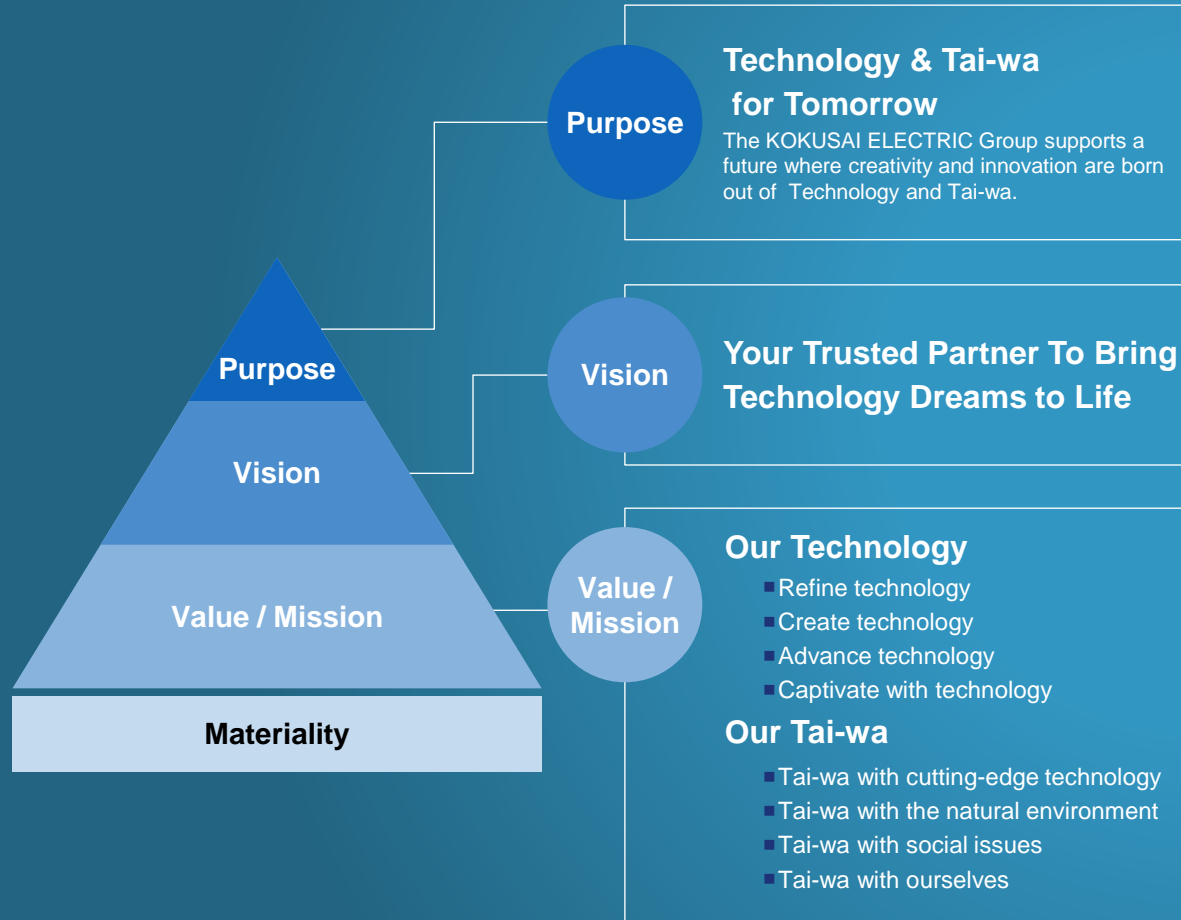 Purpose
Vision
Value / Mission
Materiality
Purpose
Technology & Tai-wa
for Tomorrow
The KOKUSAI ELECTRIC Group supports a
future where creativity and innovation are born
out of Technology and Tai-wa.
Vision
Your Trusted Partner To Bring
Technology Dreams to Life
Value /
Mission
Our Technology
Refine technology
Create technology
Advance technology
Captivate with technology
Our Tai-wa
Tai-wa with cutting-edge technology
Tai-wa with the natural environment
Tai-wa with social issues
Tai-wa with ourselves